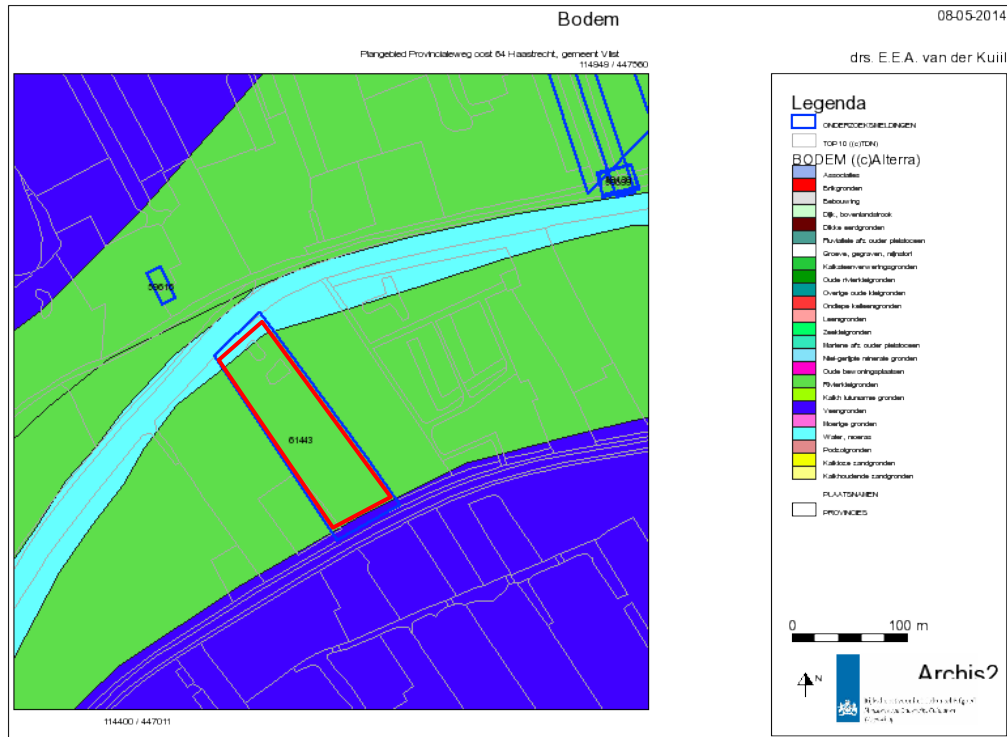 Bodem
08-05-2014
Plangebied Provincialeweg oost 64 Haastrecht, gemeent Vlist
114949 / 447560
drs. E.E.A. van der Kuijl
Legenda
ONDERZOEKSMELDINGEN
TOP10 ((c)TDN)
BODEM ((c)Alterra)
Associaties
Brikgronden
Bebouwing
Dijk, bovenlandstrook
Dikke eerdgronden
Fluviatiele afz. ouder pleistoceen
Groeve, gegraven, mijnstort
Kalksteenverweringsgronden
Oude rivierkleigronden
Overige oude kleigronden
Ondiepe keileemgronden
Leemgronden
Zeekleigronden
Mariene afz. ouder pleistoceen
Niet-gerijpte minerale gronden
Oude bewoningsplaatsen
Rivierkleigronden
Kalkh lutumarme gronden
Veengronden
Moerige gronden
Water, moeras
Podzolgronden
Kalkloze zandgronden
Kalkhoudende zandgronden
PLAATSNAMEN
PROVINCIES
59616
61443
0 100 m
N
Archis2
114400 / 447011